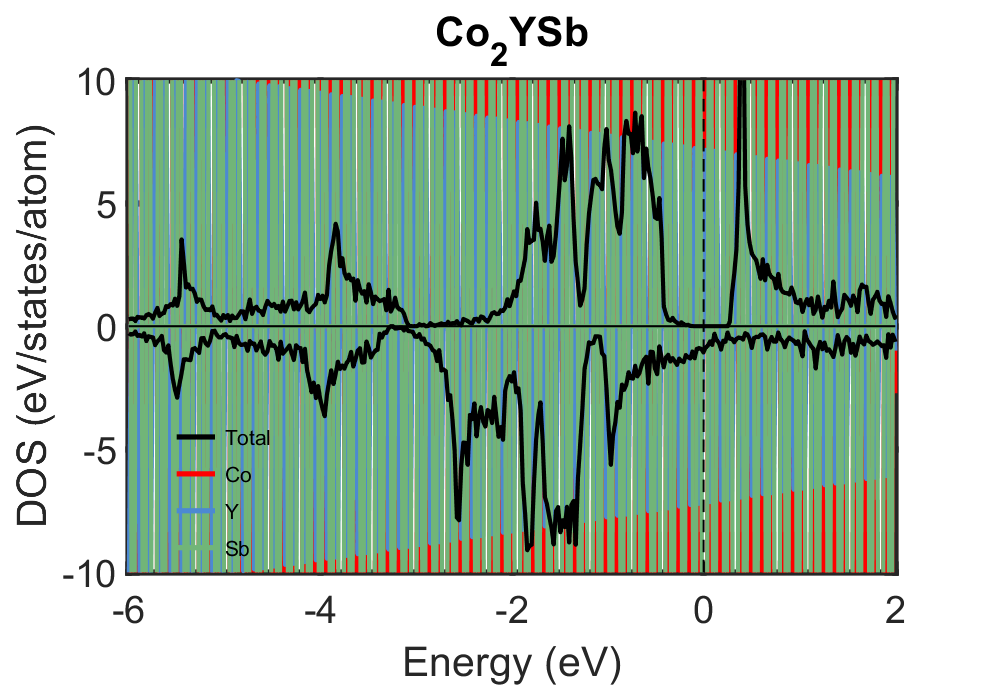 Co₂YSb
DOS (eV/states/atom)
10
5
0
-5
-10
Total
Co
Y
Sb
-6 -4 -2 0 2
Energy (eV)